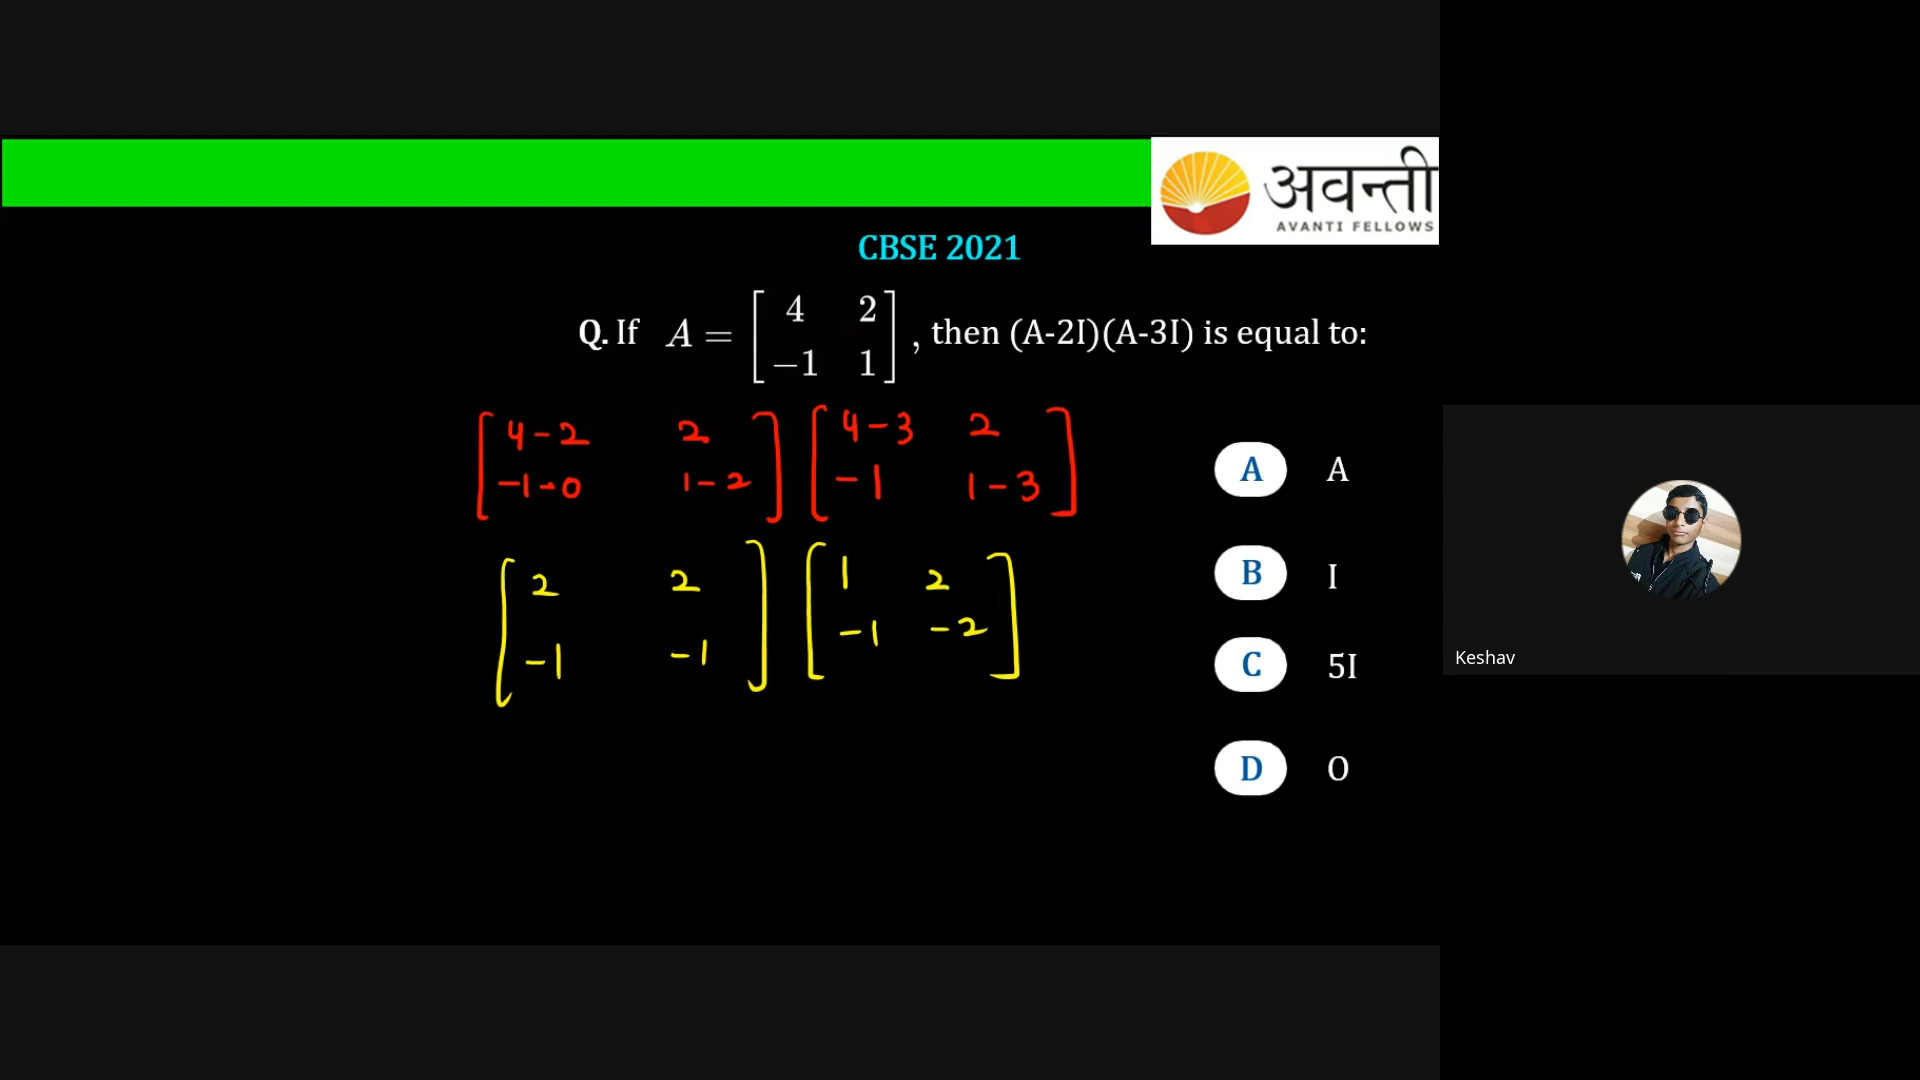 अवन्ती
AVANTI FELLOWS
CBSE 2021
Q. If A = [ 4 2 ] , then (A-2I)(A-3I) is equal to:
[ −1 1 ]
[ 4-2 2 ] [ 4-3 2 ]
[ -1-0 1-2 ] [ -1 1-3 ]
[ 2 2 ] [ 1 2 ]
[ -1 -1 ] [ -1 -2 ]
A A
B I
C 5I
D O
Keshav